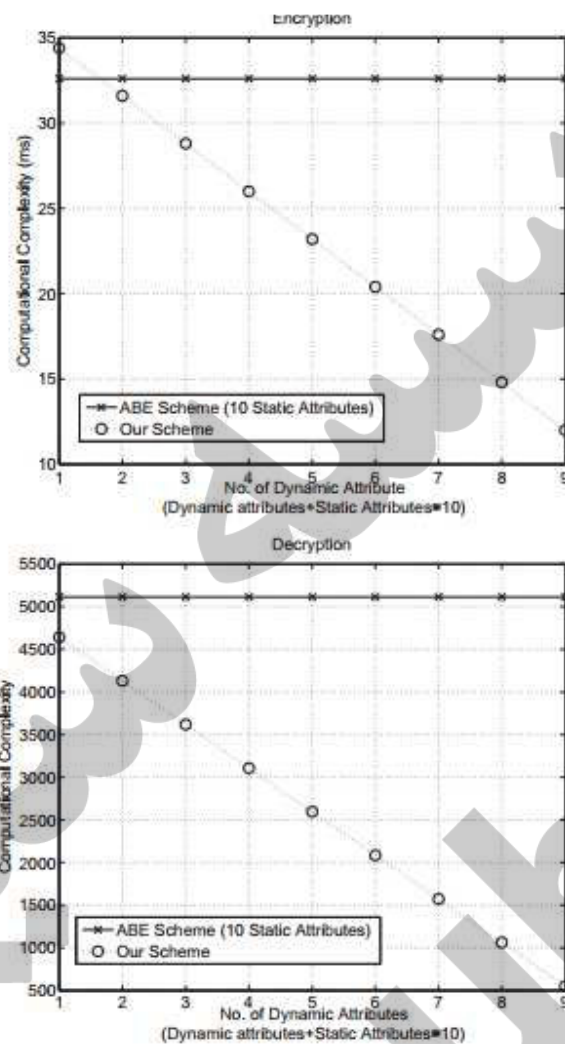 Encryption
35
30
25
20
15
10
Computational Complexity (ms)
ABE Scheme (10 Static Attributes)
Our Scheme
1 2 3 4 5 6 7 8 9
No. of Dynamic Attribute
(Dynamic attributes+Static Attributes=10)
Decryption
5500
5000
4500
4000
3500
3000
2500
2000
1500
1000
500
Computational Complexity
ABE Scheme (10 Static Attributes)
Our Scheme
1 2 3 4 5 6 7 8 9
No. of Dynamic Attributes
(Dynamic attributes+Static Attributes=10)